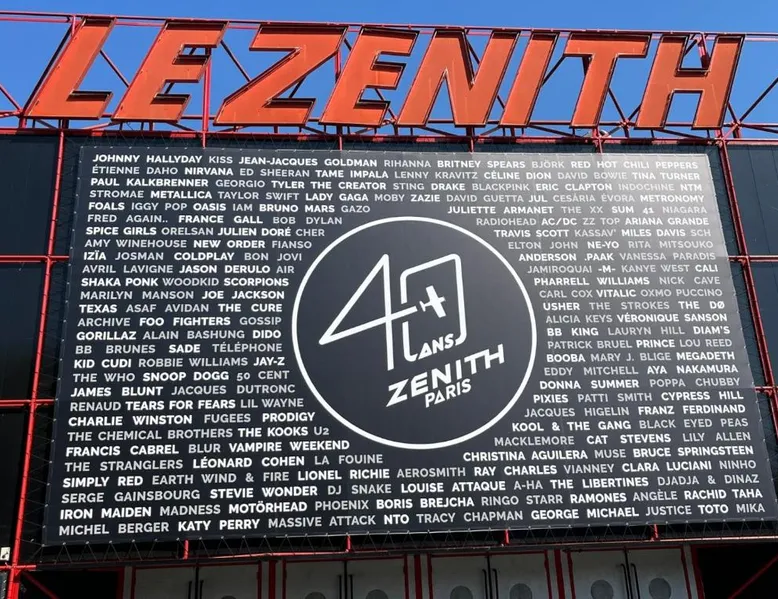 LE ZENITH
JOHNNY HALLYDAY KISS JEAN-JACQUES GOLDMAN RIHANNA BRITNEY SPEARS BJÖRK RED HOT CHILI PEPPERS
ÉTIENNE DAHO NIRVANA ED SHEERAN TAME IMPALA LENNY KRAVITZ CÉLINE DION DAVID BOWIE TINA TURNER
PAUL KALKBRENNER GEORGIO TYLER THE CREATOR STING DRAKE BLACKPINK ERIC CLAPTON INDOCHINE NTM
STROMAE METALLICA TAYLOR SWIFT LADY GAGA MOBY ZAZIE DAVID GUETTA JUL CESÁRIA EVORA METRONOMY
FOALS IGGY POP OASIS IAM BRUNO MARS GAZO JULIETTE ARMANET THE XX SUM 41 NIAGARA
FRED AGAIN.. FRANCE GALL BOB DYLAN RADIOHEAD AC/DC ZZ TOP ARIANA GRANDE
SPICE GIRLS ORELSAN JULIEN DORÉ CHER TRAVIS SCOTT KASSAV' MILES DAVIS SCH
AMY WINEHOUSE NEW ORDER FIANSO ELTON JOHN NE-YO RITA MITSOUKO
IZÏA JOSMAN COLDPLAY BON JOVI ANDERSON .PAAK VANESSA PARADIS
AVRIL LAVIGNE JASON DERULO AIR JAMIROQUAI -M- KANYE WEST CALI
SHAKA PONK WOODKID SCORPIONS PHARRELL WILLIAMS NICK CAVE
MARILYN MANSON JOE JACKSON CARL COX VITALIC OXMO PUCCINO
TEXAS ASAF AVIDAN THE CURE USHER THE STROKES THE DØ
ARCHIVE FOO FIGHTERS GOSSIP ALICIA KEYS VÉRONIQUE SANSON
GORILLAZ ALAIN BASHUNG DIDO BB KING LAURYN HILL DIAM'S
BB BRUNES SADE TÉLÉPHONE PATRICK BRUEL PRINCE LOU REED
KID CUDI ROBBIE WILLIAMS JAY-Z BOOBA MARY J. BLIGE MEGADETH
THE WHO SNOOP DOGG 50 CENT EDDY MITCHELL AYA NAKAMURA
JAMES BLUNT JACQUES DUTRONC DONNA SUMMER POPPA CHUBBY
RENAUD TEARS FOR FEARS LIL WAYNE PIXIES PATTI SMITH CYPRESS HILL
CHARLIE WINSTON FUGEES PRODIGY JACQUES HIGELIN FRANZ FERDINAND
THE CHEMICAL BROTHERS THE KOOKS U2 KOOL & THE GANG BLACK EYED PEAS
FRANCIS CABREL BLUR VAMPIRE WEEKEND MACKLEMORE CAT STEVENS LILY ALLEN
THE STRANGLERS LÉONARD COHEN LA FOUINE CHRISTINA AGUILERA MUSE BRUCE SPRINGSTEEN
SIMPLY RED EARTH WIND & FIRE LIONEL RICHIE AEROSMITH RAY CHARLES VIANNEY CLARA LUCIANI NINHO
SERGE GAINSBOURG STEVIE WONDER DJ SNAKE LOUISE ATTAQUE A-HA THE LIBERTINES DJADJA & DINAZ
IRON MAIDEN MADNESS MOTÖRHEAD PHOENIX BORIS BREJCHA RINGO STARR RAMONES ANGÈLE RACHID TAHA
MICHEL BERGER KATY PERRY MASSIVE ATTACK NTO TRACY CHAPMAN GEORGE MICHAEL JUSTICE TOTO MIKA
40
ANS
ZENITH
PARIS